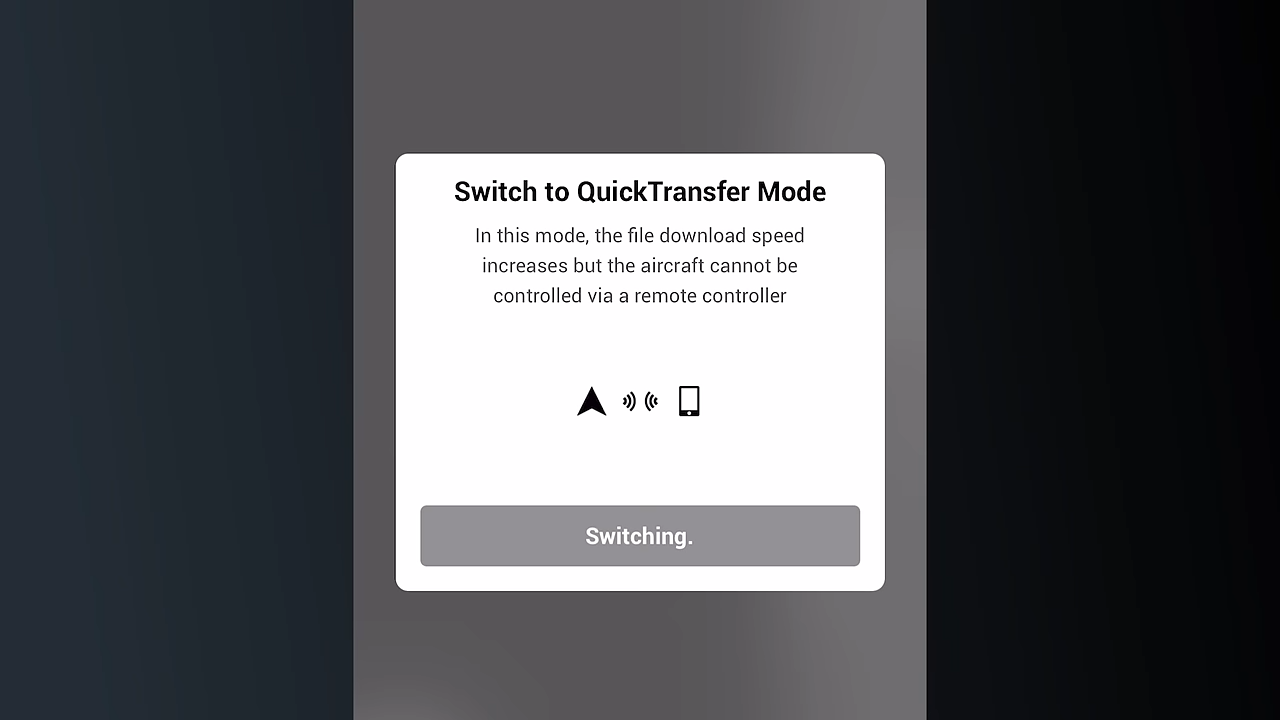 Switch to QuickTransfer Mode
In this mode, the file download speed
increases but the aircraft cannot be
controlled via a remote controller
Switching.